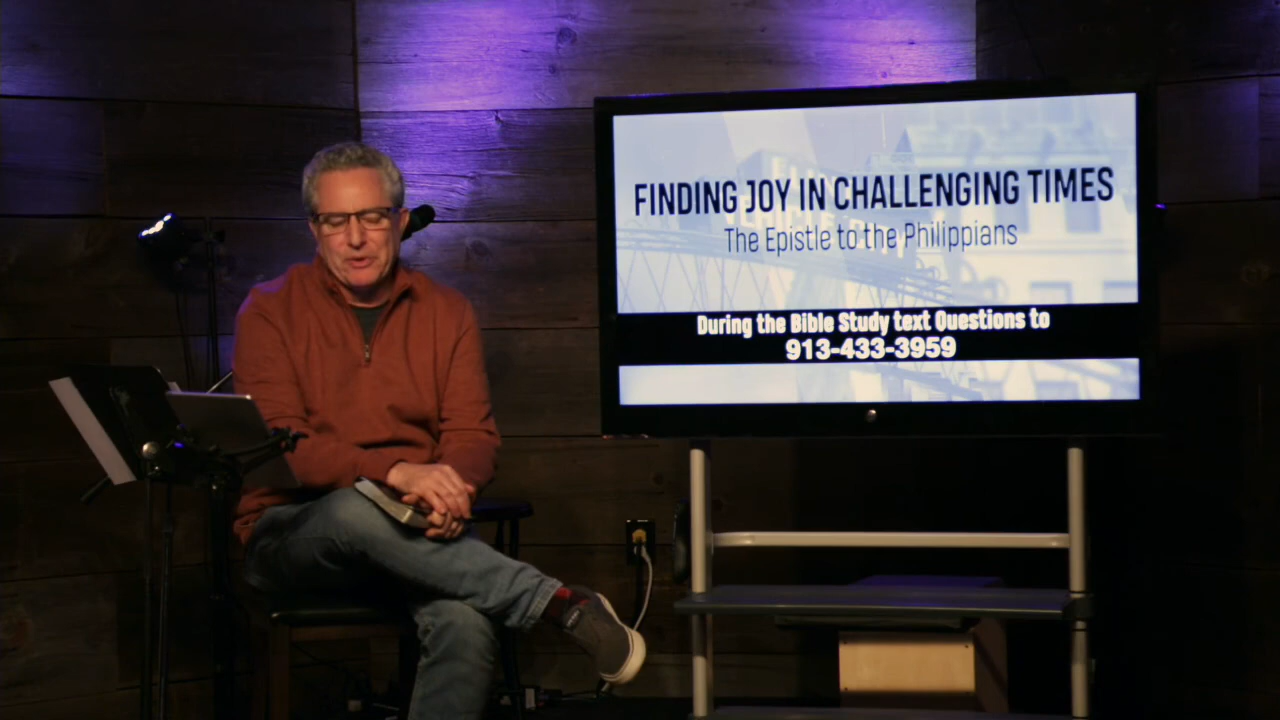 FINDING JOY IN CHALLENGING TIMES
The Epistle to the Philippians
During the Bible Study text Questions to
913-433-3959